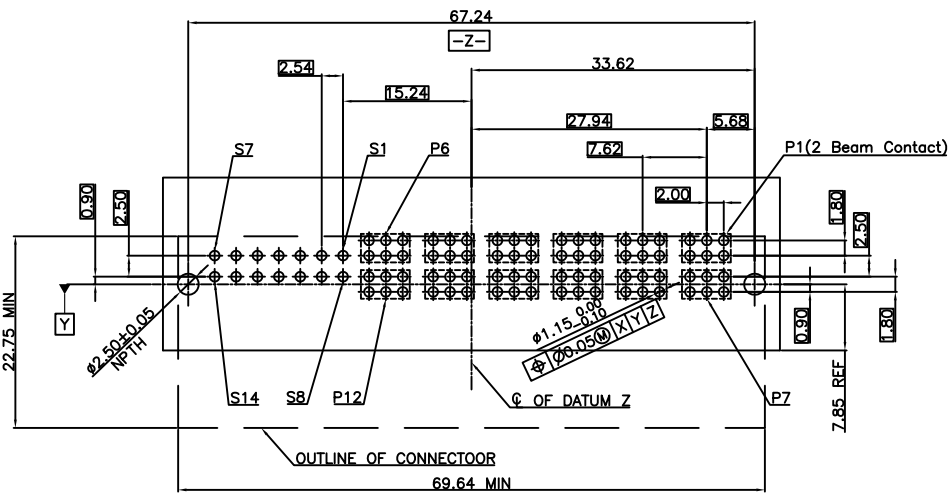 67.24
-Z-
33.62
2.54
15.24
27.94
5.68
7.62
P1(2 Beam Contact)
S7
S1
P6
2.00
0.90
2.50
1.80
2.50
Y
22.75 MIN
ø2.50±0.05
NPTH
ø1.15 0.00
-0.10
⌖ Ø0.05Ⓜ X Y Z
0.90
1.80
7.85 REF
S14
S8
P12
℄ OF DATUM Z
P7
OUTLINE OF CONNECTOOR
69.64 MIN